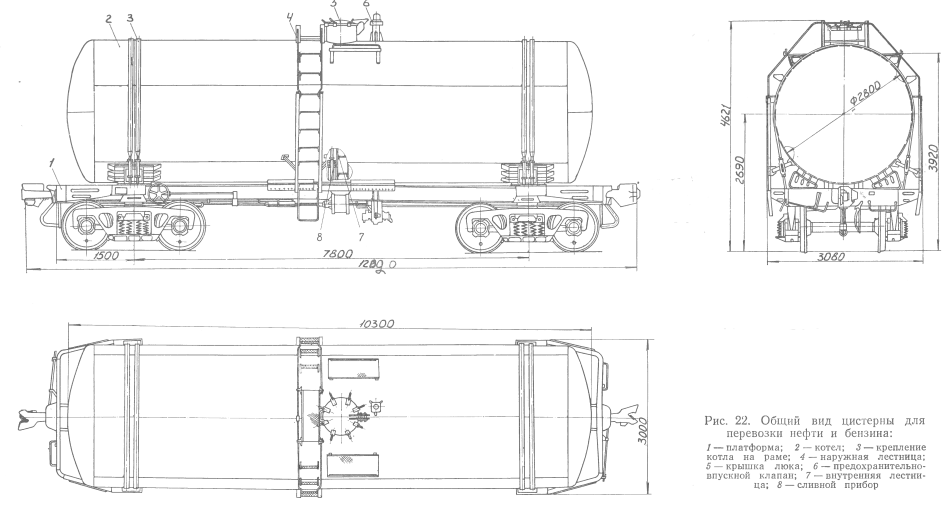 2 3 4 5 6
1
8 7
1500
7800
10300
3000
4621
2690
Ф2800
3920
3080
Рис. 22. Общий вид цистерны для
перевозки нефти и бензина:
1 — платформа; 2 — котел; 3 — крепление
котла на раме; 4 — наружная лестница;
5 — крышка люка; 6 — предохранительно-
впускной клапан; 7 — внутренняя лестни-
ца; 8 — сливной прибор